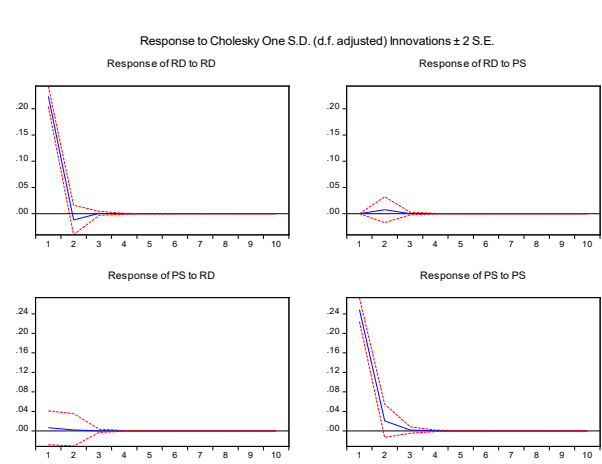 Response to Cholesky One S.D. (d.f. adjusted) Innovations ± 2 S.E.
Response of RD to RD
.20
.15
.10
.05
.00
1 2 3 4 5 6 7 8 9 10
Response of RD to PS
.20
.15
.10
.05
.00
1 2 3 4 5 6 7 8 9 10
Response of PS to RD
.24
.20
.16
.12
.08
.04
.00
1 2 3 4 5 6 7 8 9 10
Response of PS to PS
.24
.20
.16
.12
.08
.04
.00
1 2 3 4 5 6 7 8 9 10